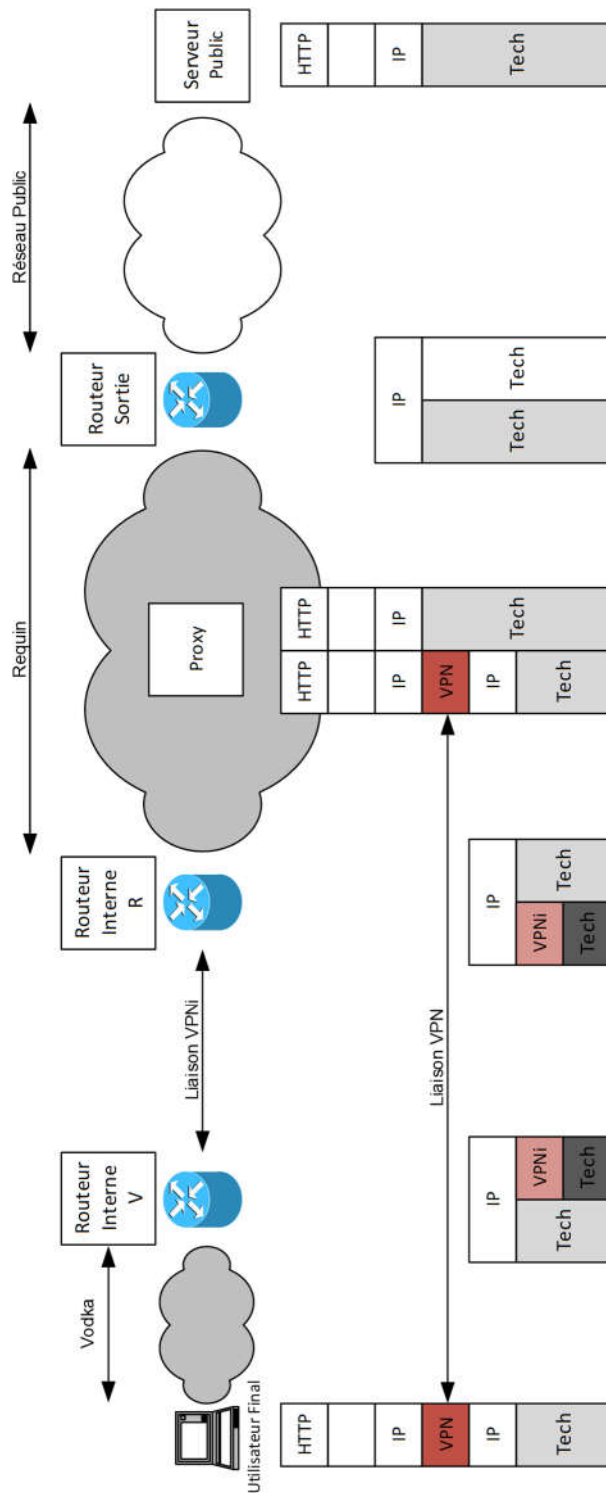 Vodka
Requin
Réseau Public
Utilisateur Final
Routeur
Interne
V
Liaison VPNi
Routeur
Interne
R
Proxy
Routeur
Sortie
Serveur
Public
HTTP
IP
VPN
IP
Tech
Liaison VPN
IP
Tech
VPNi
Tech
IP
VPNi
Tech
Tech
HTTP
IP
VPN
IP
Tech
HTTP
IP
Tech
IP
Tech
Tech
HTTP
IP
Tech